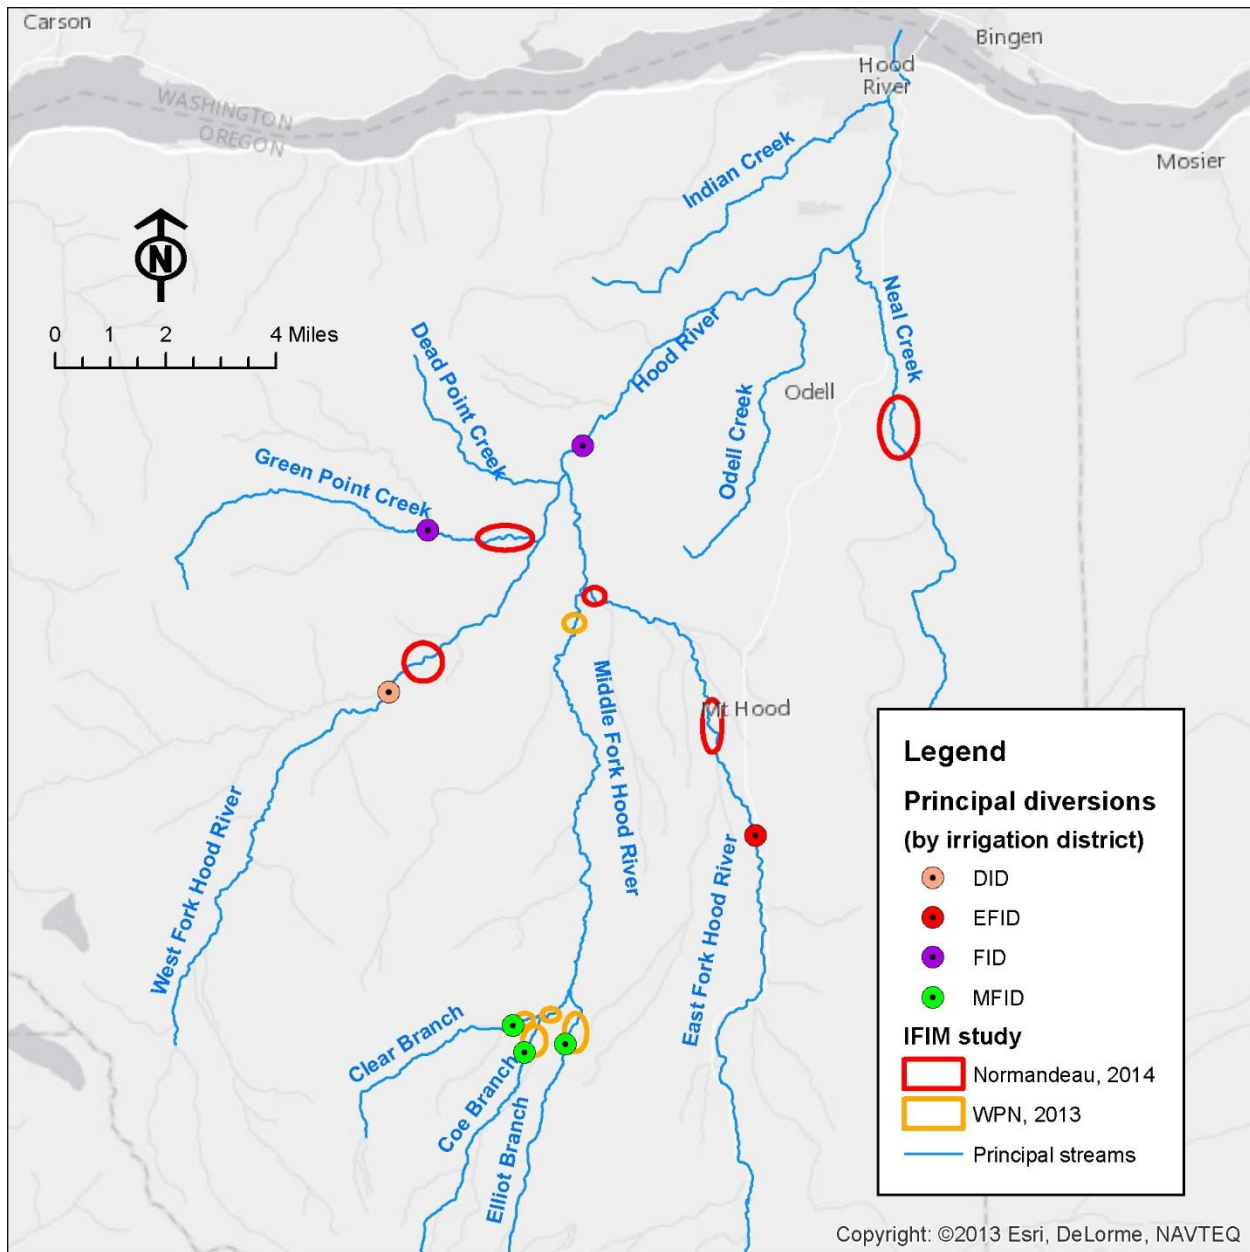 Carson
Bingen
Hood
River
WASHINGTON
OREGON
Mosier
Indian Creek
N
0 1 2 4 Miles
Neal Creek
Dead Point Creek
Hood River
Odell
Odell Creek
Green Point Creek
Middle Fork Hood River
Mt Hood
West Fork Hood River
East Fork Hood River
Clear Branch
Coe Branch
Elliot Branch
Legend
Principal diversions
(by irrigation district)
DID
EFID
FID
MFID
IFIM study
Normandeau, 2014
WPN, 2013
Principal streams
Copyright: ©2013 Esri, DeLorme, NAVTEQ